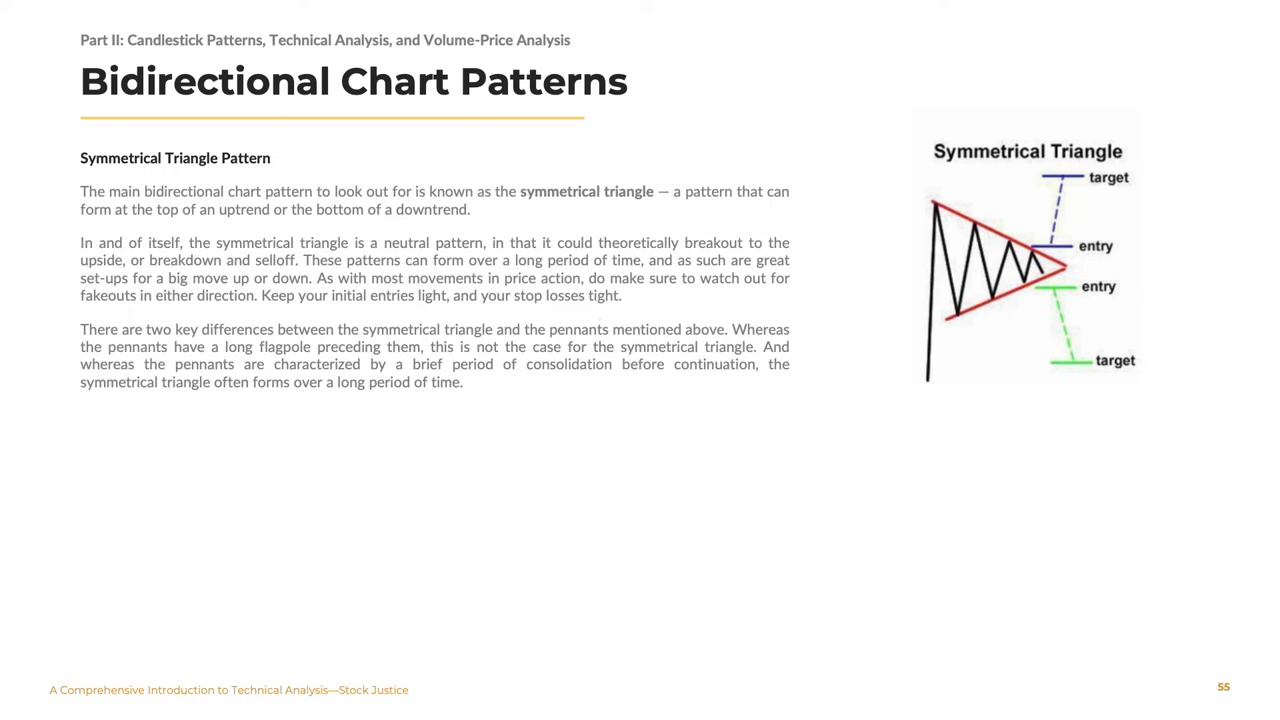 Part II: Candlestick Patterns, Technical Analysis, and Volume-Price Analysis
Bidirectional Chart Patterns
Symmetrical Triangle Pattern
The main bidirectional chart pattern to look out for is known as the symmetrical triangle — a pattern that can
form at the top of an uptrend or the bottom of a downtrend.
In and of itself, the symmetrical triangle is a neutral pattern, in that it could theoretically breakout to the
upside, or breakdown and selloff. These patterns can form over a long period of time, and as such are great
set-ups for a big move up or down. As with most movements in price action, do make sure to watch out for
fakeouts in either direction. Keep your initial entries light, and your stop losses tight.
There are two key differences between the symmetrical triangle and the pennants mentioned above. Whereas
the pennants have a long flagpole preceding them, this is not the case for the symmetrical triangle. And
whereas the pennants are characterized by a brief period of consolidation before continuation, the
symmetrical triangle often forms over a long period of time.
Symmetrical Triangle
target
entry
entry
target
A Comprehensive Introduction to Technical Analysis—Stock Justice
55